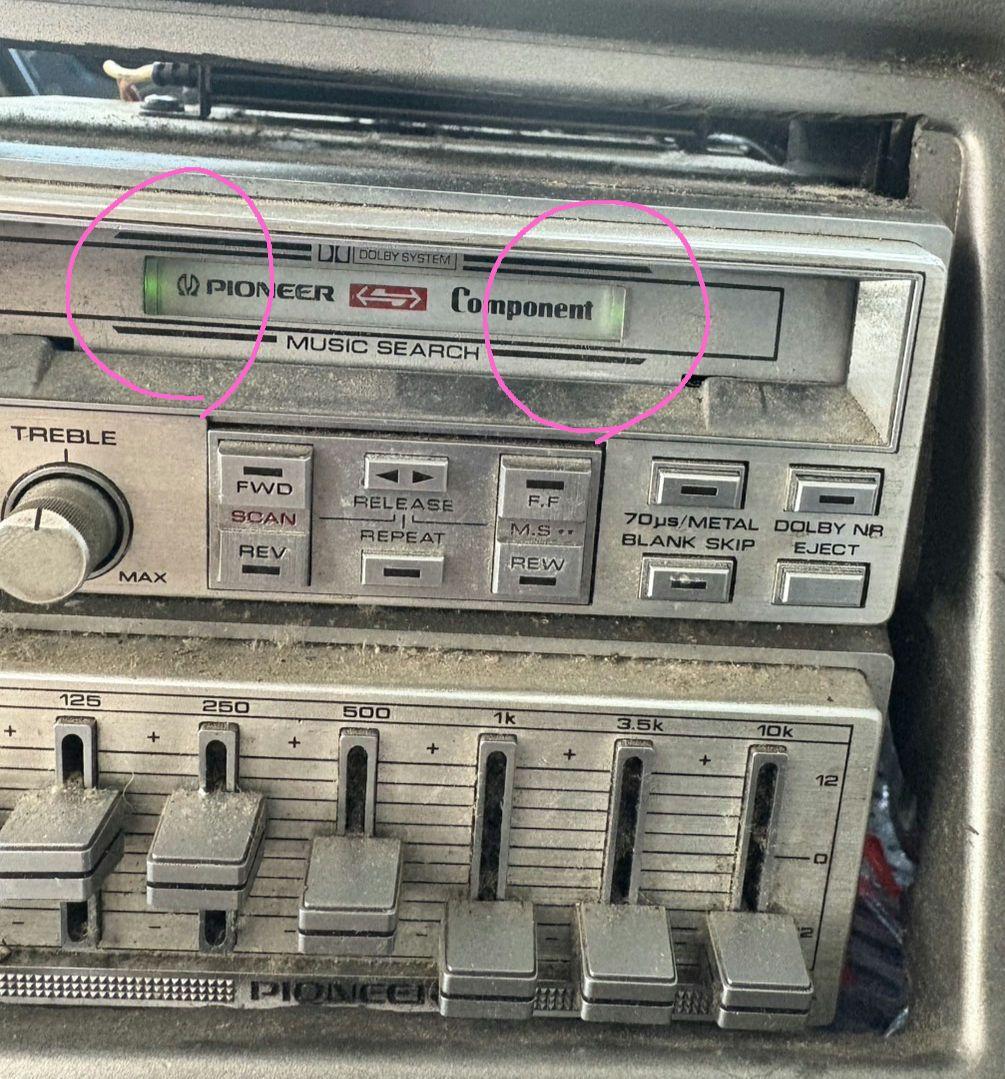 DOLBY SYSTEM
PIONEER Component
MUSIC SEARCH
TREBLE
MAX
FWD
SCAN
REV
RELEASE
REPEAT
F.F
M.S
REW
70µs/METAL
BLANK SKIP
DOLBY NR
EJECT
125 250 500 1k 3.5k 10k
+ + + + + +
12
0
PIONEER